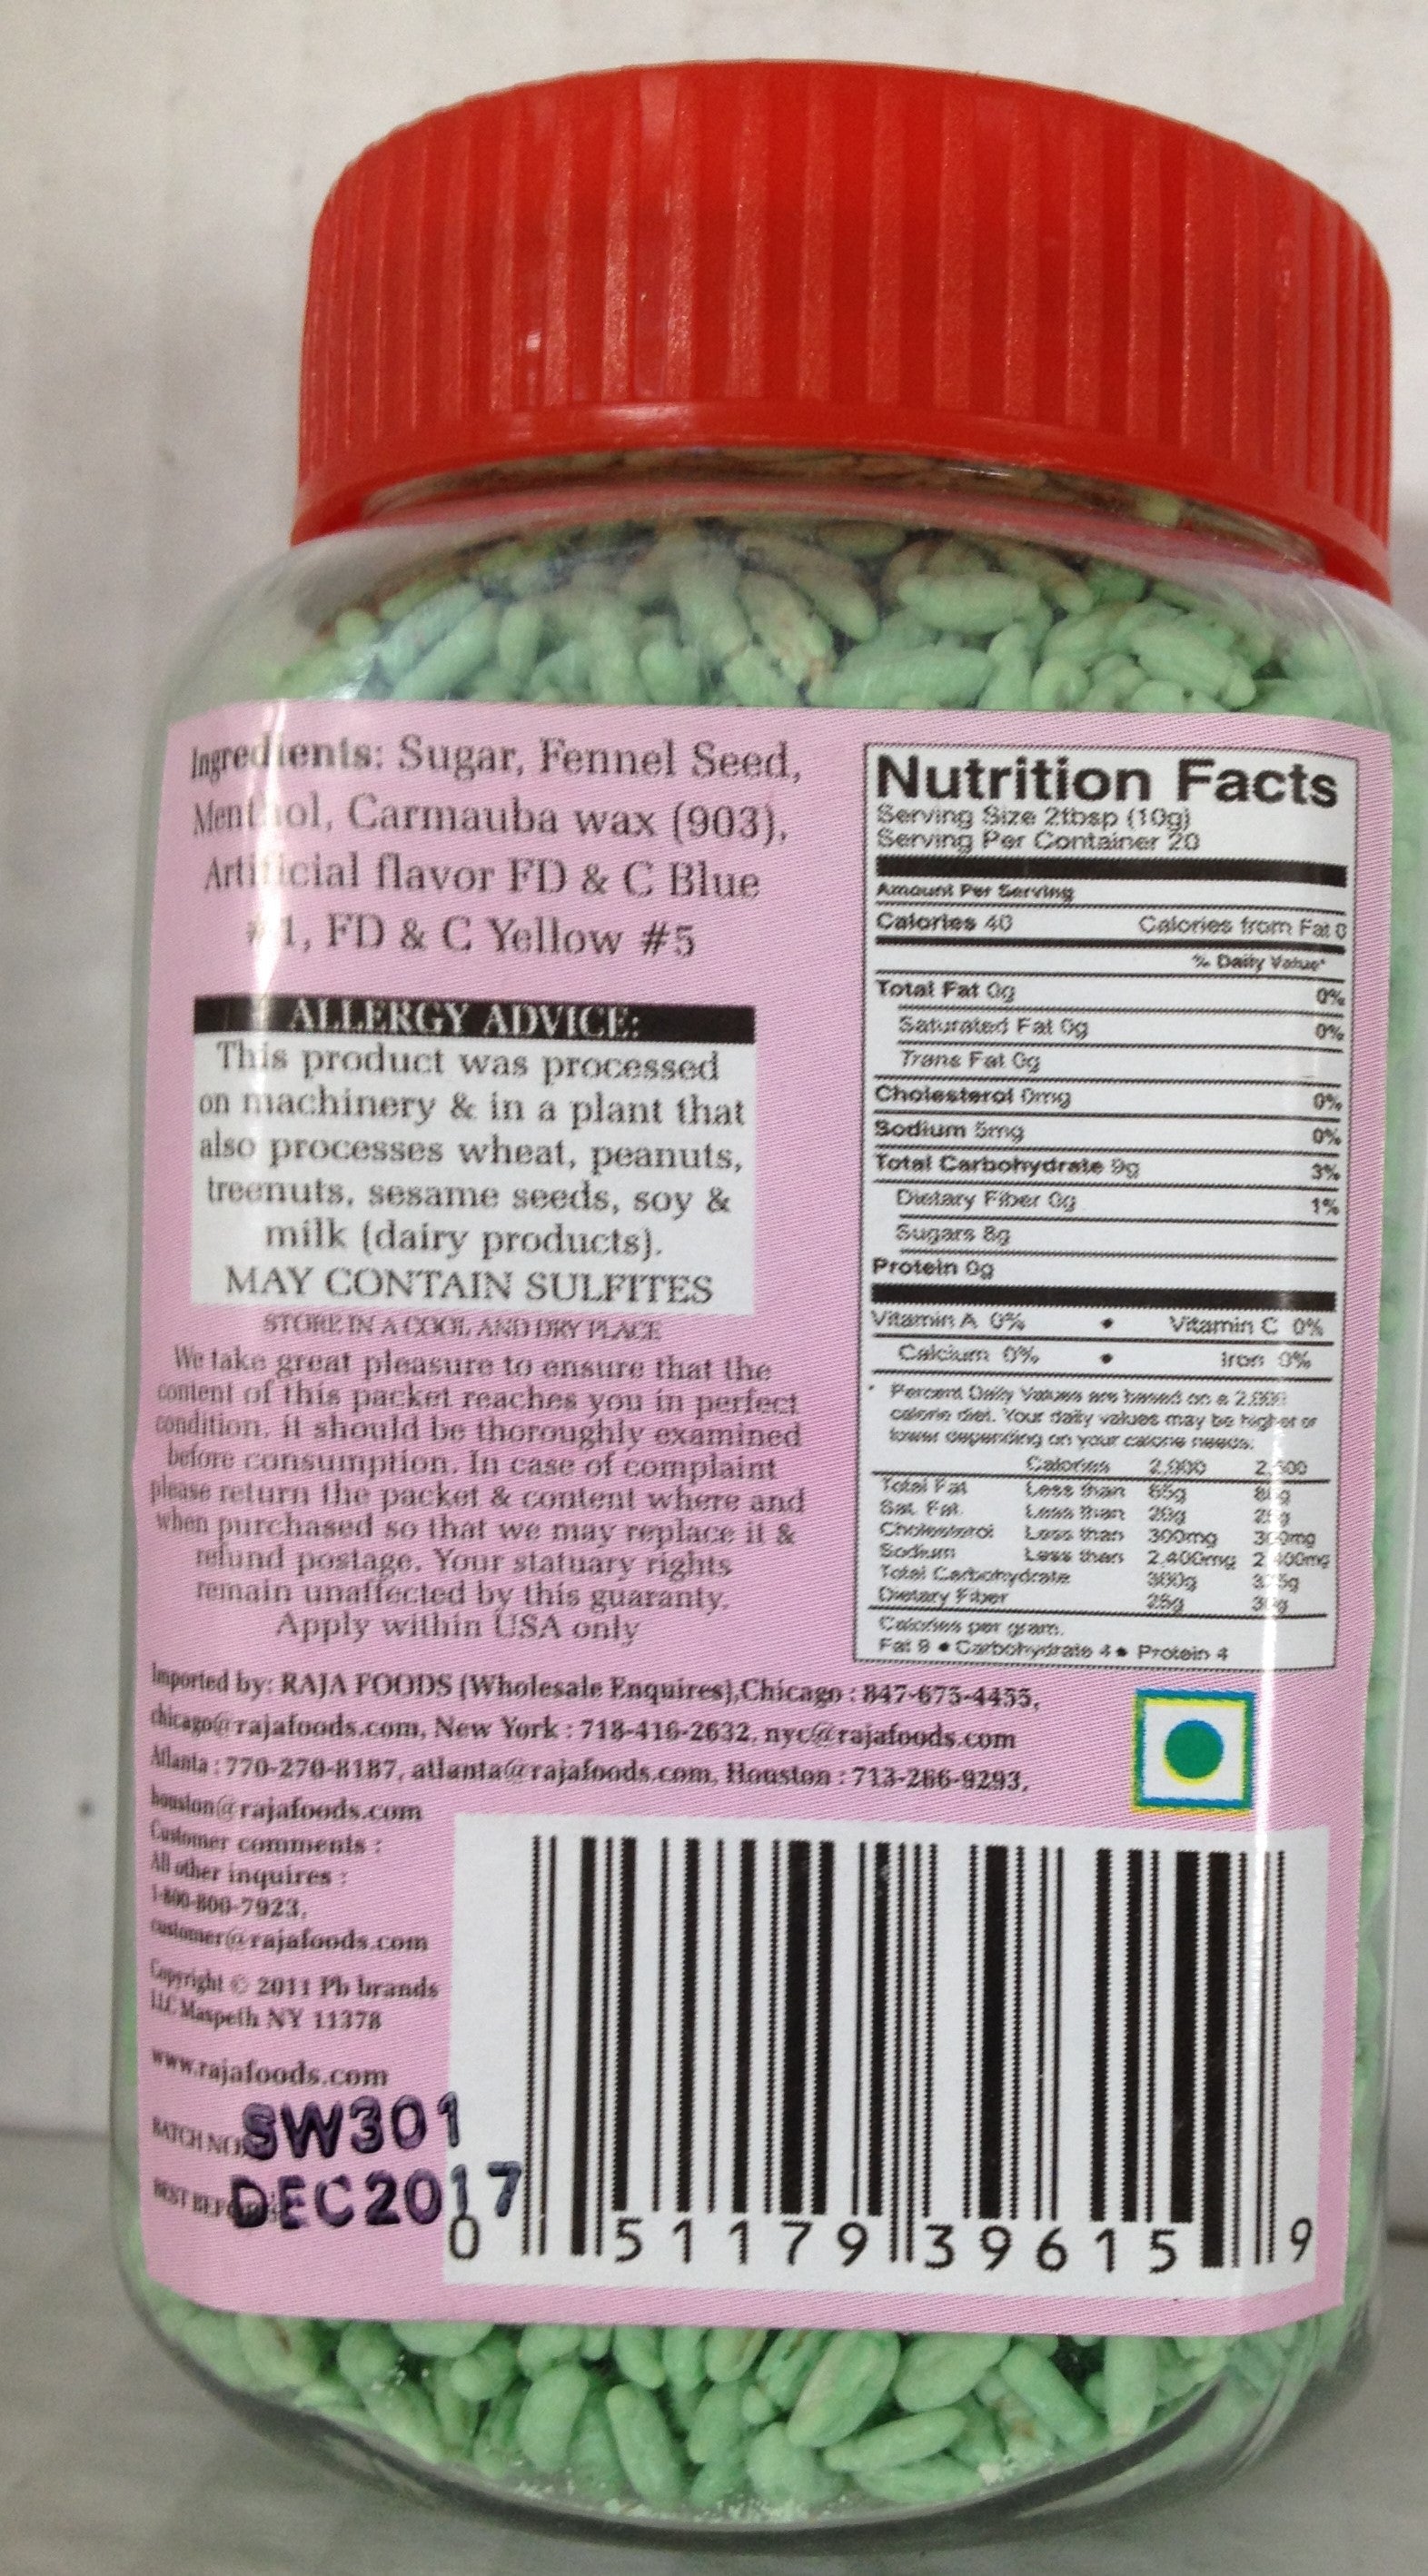 Ingredients: Sugar, Fennel Seed,
Menthol, Carmauba wax (903),
Artificial flavor FD & C Blue
#1, FD & C Yellow #5
ALLERGY ADVICE:
This product was processed
on machinery & in a plant that
also processes wheat, peanuts,
treenuts, sesame seeds, soy &
milk (dairy products).
MAY CONTAIN SULFITES
STORE IN A COOL AND DRY PLACE
We take great pleasure to ensure that the
content of this packet reaches you in perfect
condition. it should be thoroughly examined
before consumption. In case of complaint
please return the packet & content where and
when purchased so that we may replace it &
refund postage. Your statuary rights
remain unaffected by this guaranty.
Apply within USA only
Nutrition Facts
Serving Size 2tbsp (10g)
Serving Per Container 20
Amount Per Serving
Calories 40 Calories from Fat 0
% Daily Value*
Total Fat 0g 0%
Saturated Fat 0g 0%
Trans Fat 0g
Cholesterol 0mg 0%
Sodium 5mg 0%
Total Carbohydrate 9g 3%
Dietary Fiber 0g 1%
Sugars 8g
Protein 0g
Vitamin A 0% • Vitamin C 0%
Calcium 0% • Iron 0%
* Percent Daily Values are based on a 2,000
calorie diet. Your daily values may be higher or
lower depending on your calorie needs.
Calories 2,000 2,500
Total Fat Less than 65g 80g
Sat. Fat Less than 20g 25g
Cholesterol Less than 300mg 300mg
Sodium Less then 2,400mg 2,400mg
Total Carbohydrate 300g 375g
Dietary Fiber 25g 30g
Calories per gram.
Fat 9 • Carbohydrate 4 • Protein 4
Imported by: RAJA FOODS (Wholesale Enquires),Chicago : 847-675-4455,
chicago@rajafoods.com, New York : 718-416-2632, nyc@rajafoods.com
Atlanta : 770-270-8187, atlanta@rajafoods.com, Houston : 713-266-9293,
houston@rajafoods.com
Customer comments :
All other inquires :
1-800-800-7923,
customer@rajafoods.com
Copyright © 2011 Pb brands
LLC Maspeth NY 11378
www.rajafoods.com
BATCH NO SW301
BEST BEFORE DEC2017
0 51179 39615 9